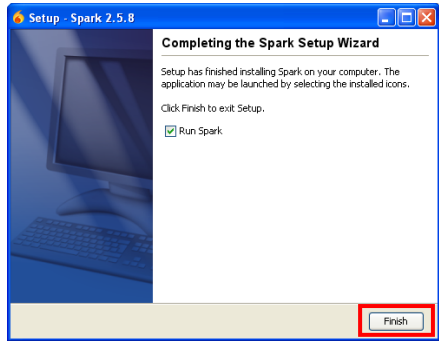 Setup - Spark 2.5.8
Completing the Spark Setup Wizard
Setup has finished installing Spark on your computer. The
application may be launched by selecting the installed icons.
Click Finish to exit Setup.
Run Spark
Finish